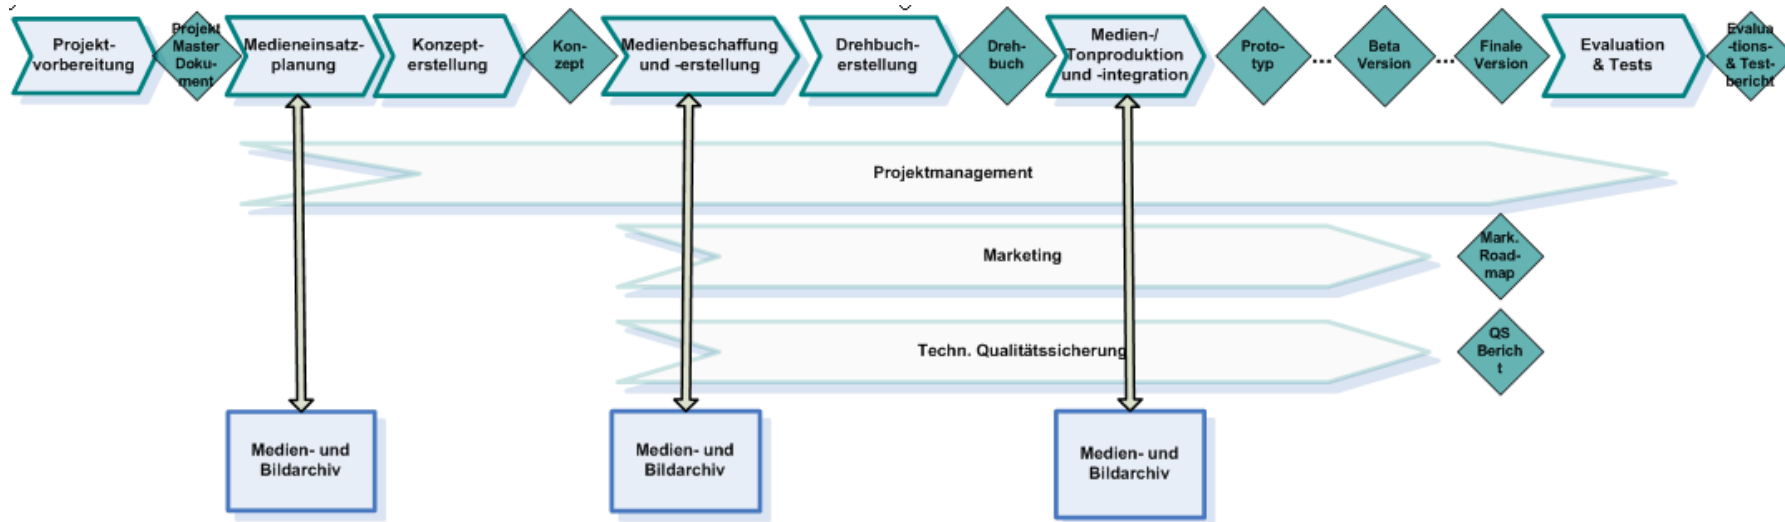 Projekt-
vorbereitung
Projekt
Master
Doku-
ment
Medieneinsatz-
planung
Konzept-
erstellung
Kon-
zept
Medienbeschaffung
und -erstellung
Drehbuch-
erstellung
Dreh-
buch
Medien-/
Tonproduktion
und -integration
Proto-
typ
...
Beta
Version
...
Finale
Version
Evaluation
& Tests
Evalua
-tions-
& Test-
bericht
Projektmanagement
Marketing
Mark.
Road-
map
Techn. Qualitätssicherung
QS
Berich
t
Medien- und
Bildarchiv
Medien- und
Bildarchiv
Medien- und
Bildarchiv